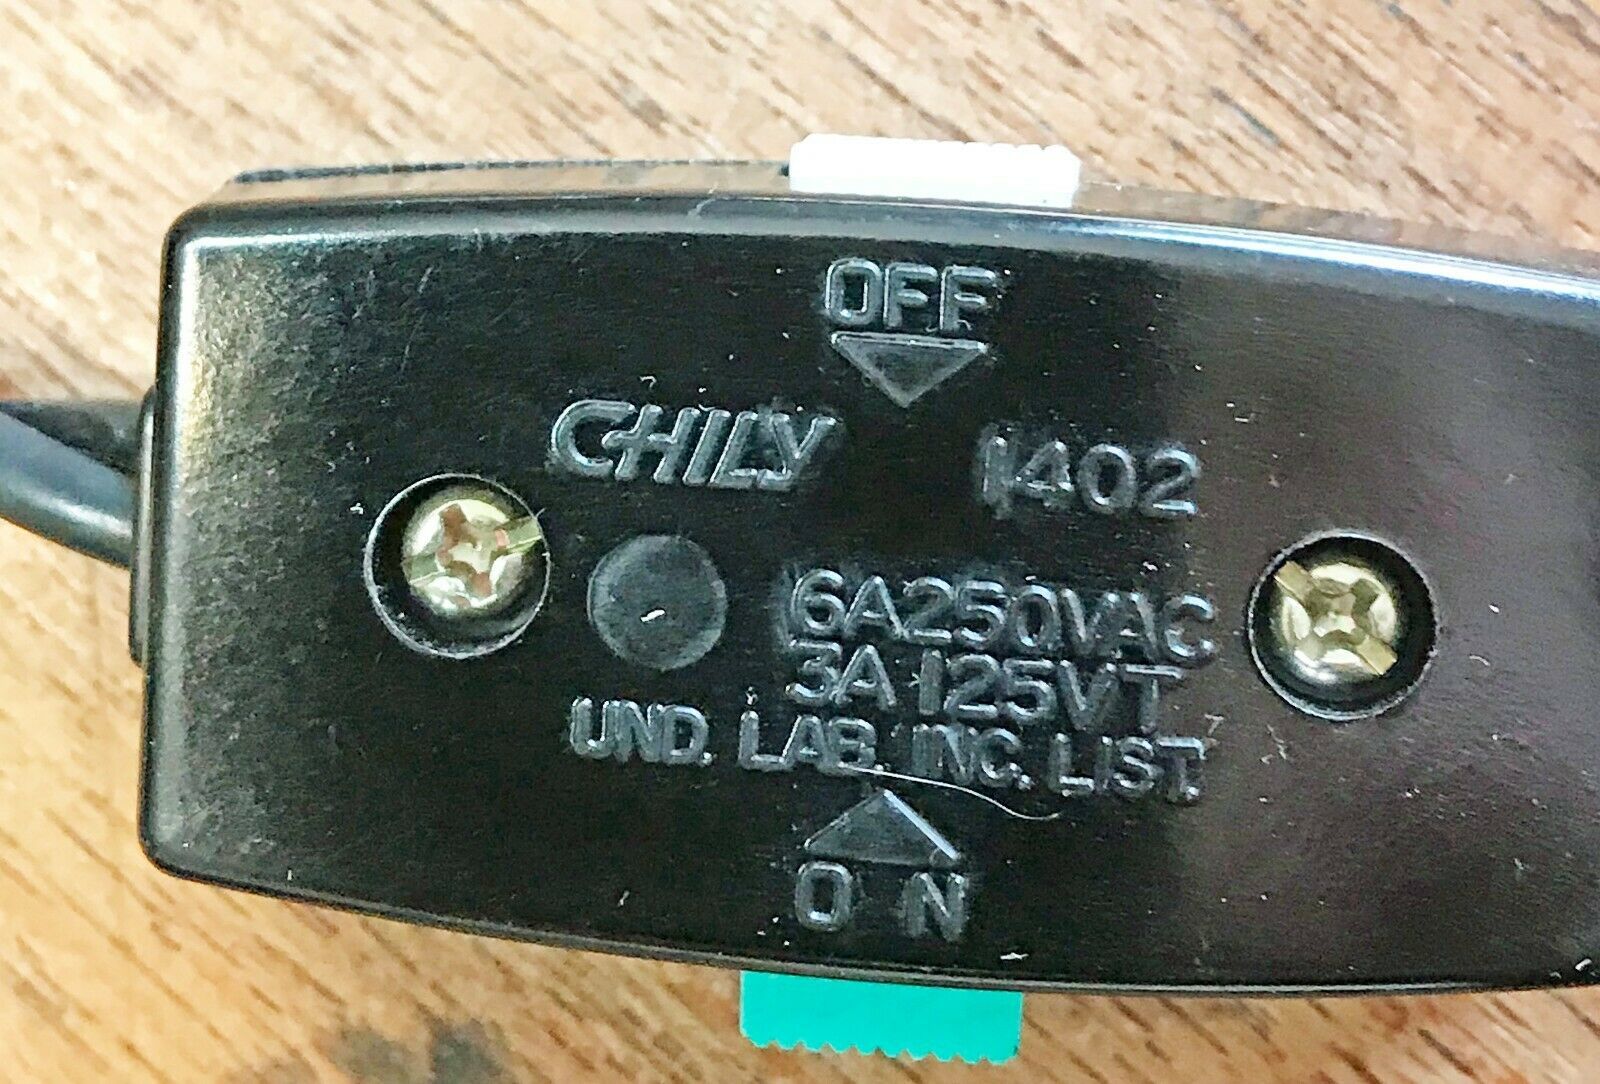 OFF
CHILY 1402
6A250VAC
3A 125VT
UND. LAB. INC. LIST.
ON